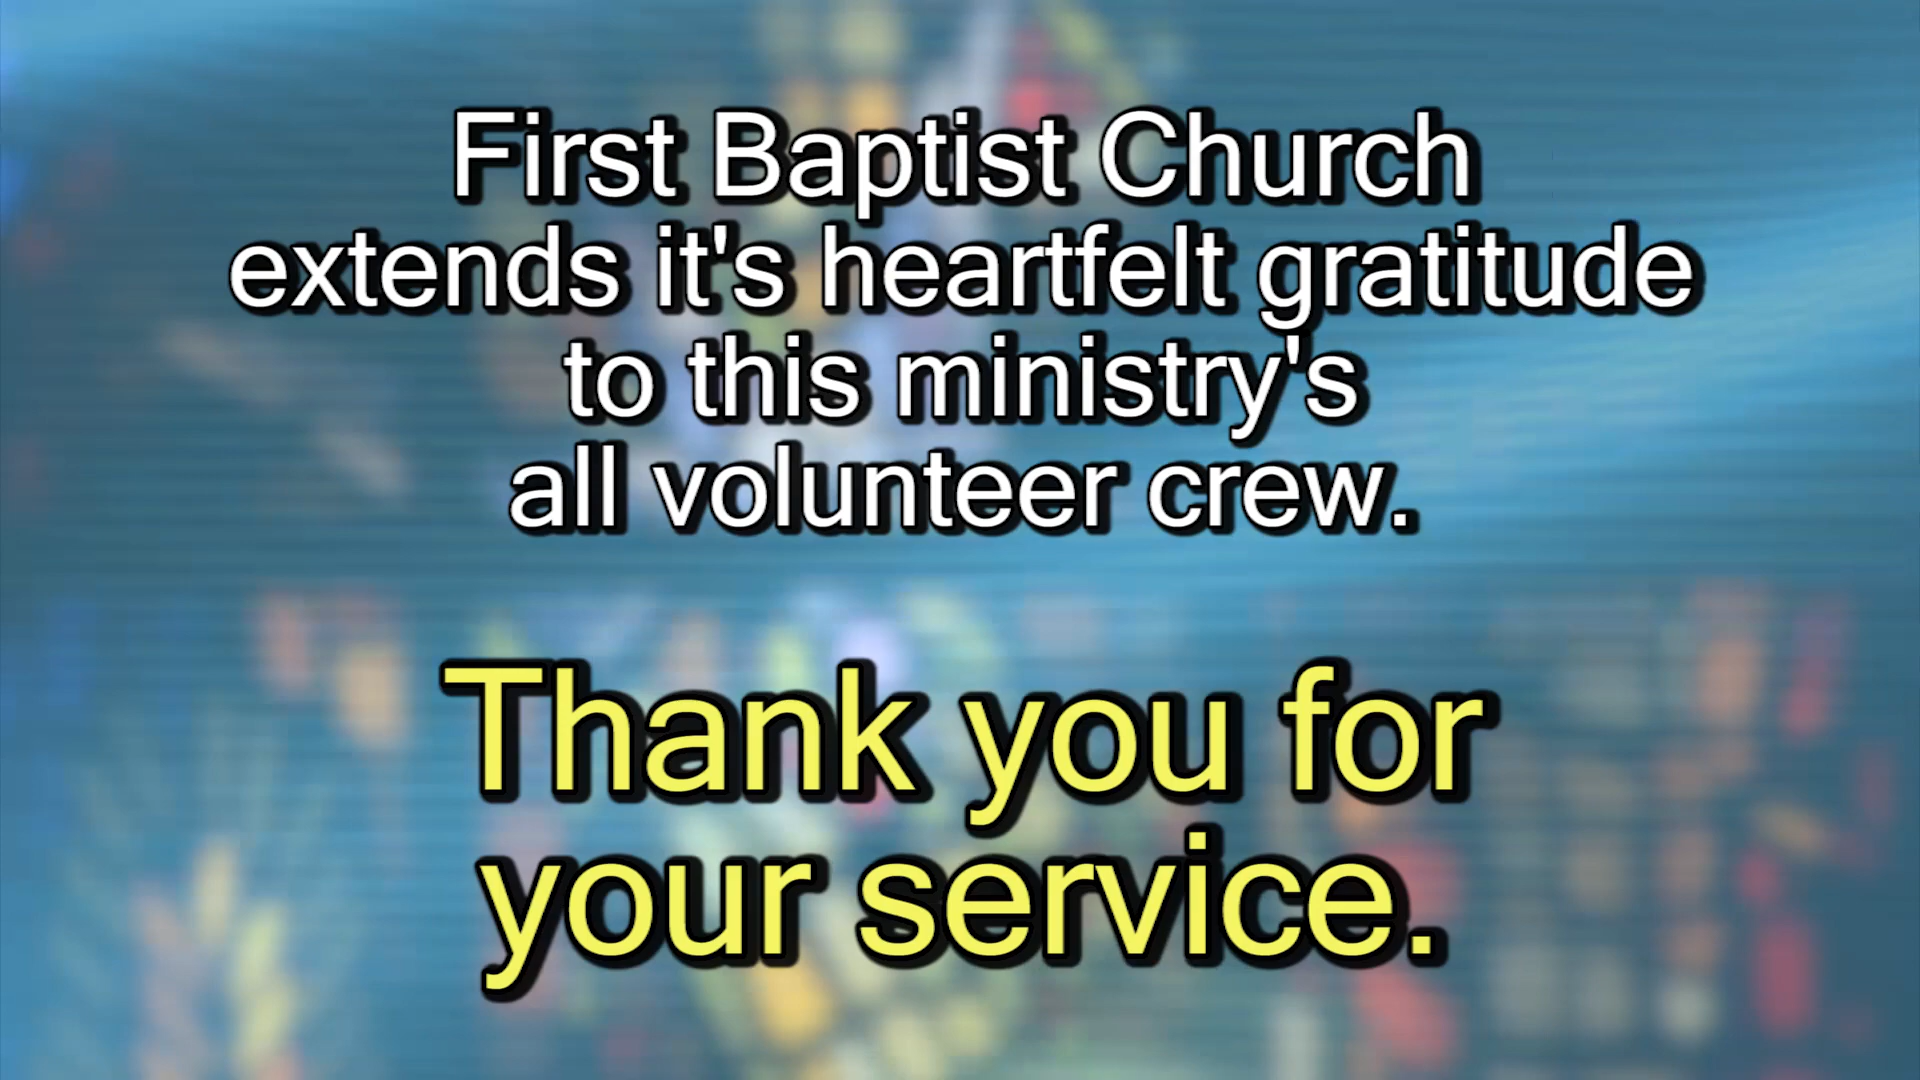 First Baptist Church
extends it's heartfelt gratitude
to this ministry's
all volunteer crew.
Thank you for
your service.